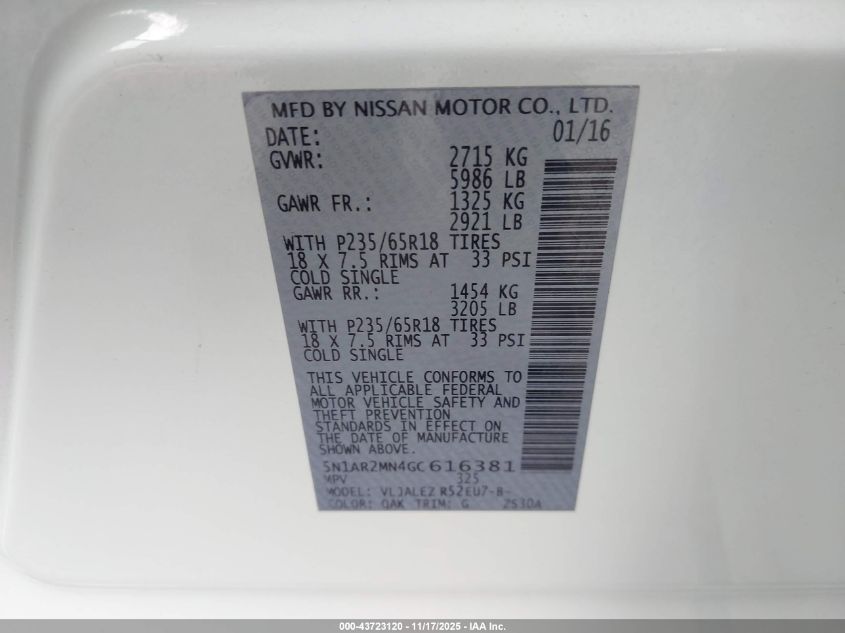 MFD BY NISSAN MOTOR CO., LTD.
DATE: 01/16
GVWR: 2715 KG
5986 LB
GAWR FR.: 1325 KG
2921 LB
WITH P235/65R18 TIRES
18 X 7.5 RIMS AT 33 PSI
COLD SINGLE
GAWR RR.: 1454 KG
3205 LB
WITH P235/65R18 TIRES
18 X 7.5 RIMS AT 33 PSI
COLD SINGLE
THIS VEHICLE CONFORMS TO
ALL APPLICABLE FEDERAL
MOTOR VEHICLE SAFETY AND
THEFT PREVENTION
STANDARDS IN EFFECT ON
THE DATE OF MANUFACTURE
SHOWN ABOVE.
5N1AR2MN4GC616381
MPV 325
MODEL: VLJALEZ R52EU7-B-
COLOR: QAK TRIM: G
000-43723120 - 11/17/2025 - IAA Inc.